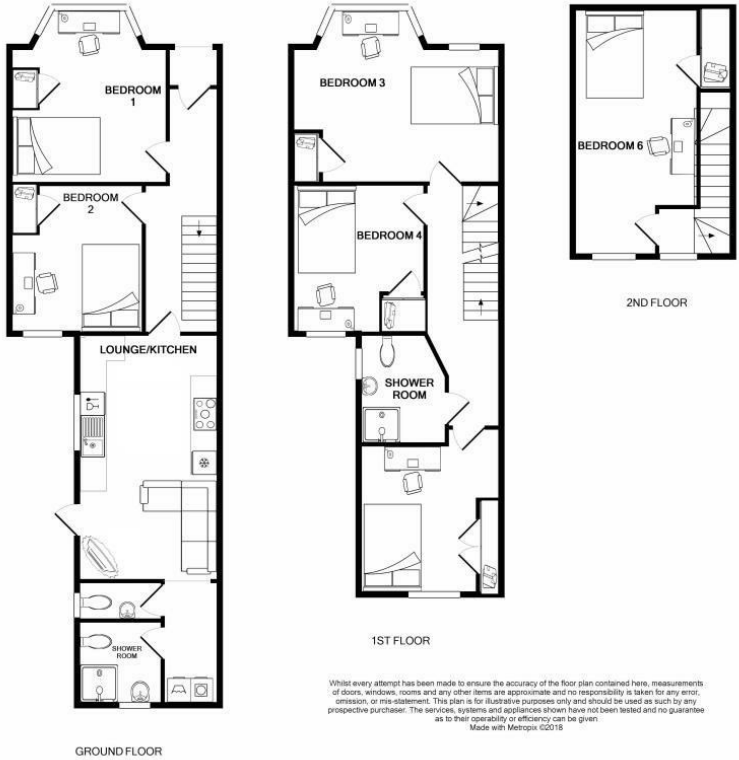 BEDROOM
1
BEDROOM
2
LOUNGE/KITCHEN
SHOWER
ROOM
GROUND FLOOR
BEDROOM 3
BEDROOM 4
SHOWER
ROOM
1ST FLOOR
BEDROOM 6
2ND FLOOR
Whilst every attempt has been made to ensure the accuracy of the floor plan contained here, measurements
of doors, windows, rooms and any other items are approximate and no responsibility is taken for any error,
omission, or mis-statement. This plan is for illustrative purposes only and should be used as such by any
prospective purchaser. The services, systems and appliances shown have not been tested and no guarantee
as to their operability or efficiency can be given
Made with Metropix ©2018